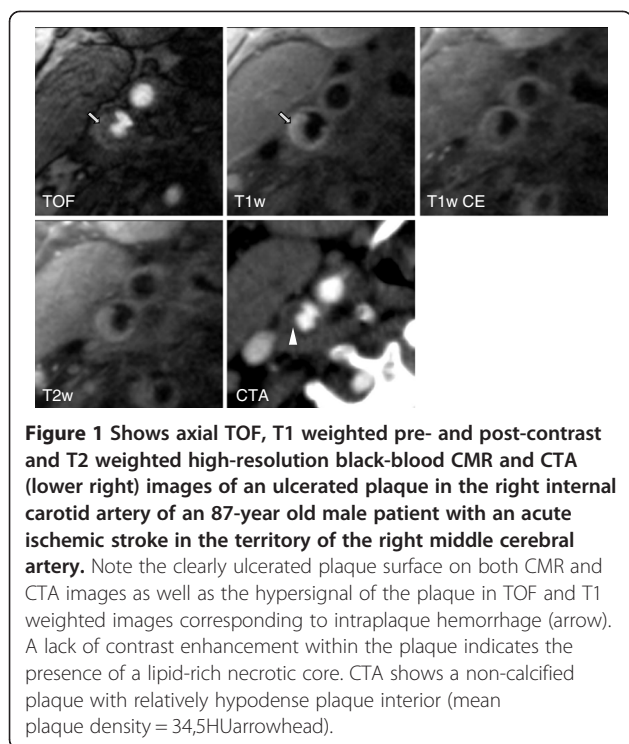 TOF
T1w
T1w CE
T2w
CTA
Figure 1 Shows axial TOF, T1 weighted pre- and post-contrast
and T2 weighted high-resolution black-blood CMR and CTA
(lower right) images of an ulcerated plaque in the right internal
carotid artery of an 87-year old male patient with an acute
ischemic stroke in the territory of the right middle cerebral
artery. Note the clearly ulcerated plaque surface on both CMR and
CTA images as well as the hypersignal of the plaque in TOF and T1
weighted images corresponding to intraplaque hemorrhage (arrow).
A lack of contrast enhancement within the plaque indicates the
presence of a lipid-rich necrotic core. CTA shows a non-calcified
plaque with relatively hypodense plaque interior (mean
plaque density = 34,5HUarrowhead).